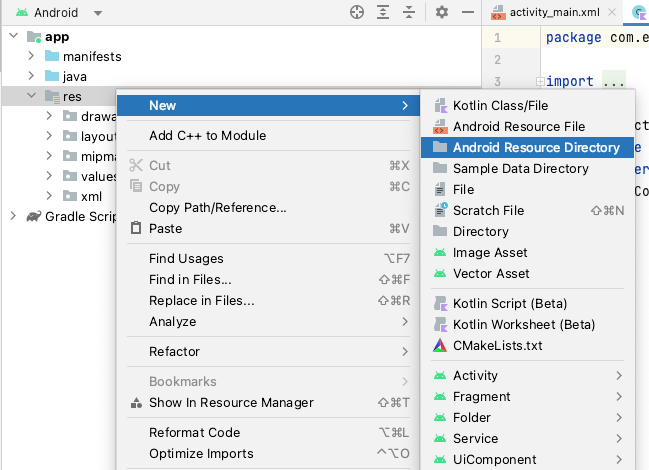 Android
activity_main.xml
app
manifests
java
res
drawa
layou
mipma
values
xml
Gradle Scrip
1
2
3
package com.e
import ...
New
Add C++ to Module
Cut ⌘X
Copy ⌘C
Copy Path/Reference...
Paste ⌘V
Find Usages ⌥F7
Find in Files... ⇧⌘F
Replace in Files... ⇧⌘R
Analyze
Refactor
Bookmarks
Show In Resource Manager ⇧⌘T
Reformat Code ⌥⌘L
Optimize Imports ^⌥O
Kotlin Class/File
Android Resource File
Android Resource Directory
Sample Data Directory
File
Scratch File ⇧⌘N
Directory
Image Asset
Vector Asset
Kotlin Script (Beta)
Kotlin Worksheet (Beta)
CMakeLists.txt
Activity
Fragment
Folder
Service
UiComponent
ct
e
er
Co